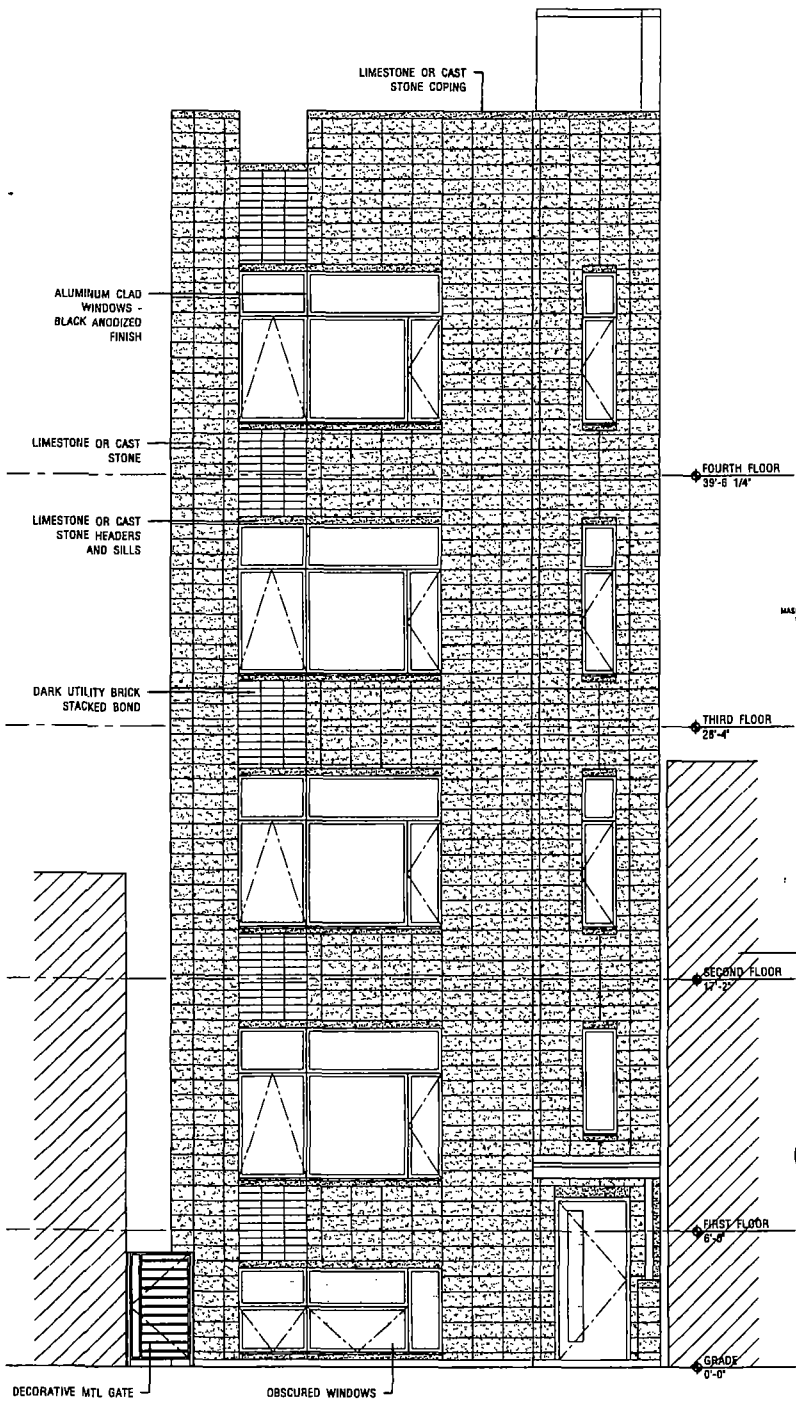 LIMESTONE OR CAST
STONE COPING
ALUMINUM CLAD
WINDOWS -
BLACK ANODIZED
FINISH
LIMESTONE OR CAST
STONE
FOURTH FLOOR
39'-6 1/4"
LIMESTONE OR CAST
STONE HEADERS
AND SILLS
MAS
DARK UTILITY BRICK
STACKED BOND
THIRD FLOOR
28'-4"
SECOND FLOOR
17'-2"
FIRST FLOOR
GRADE
0'-0"
DECORATIVE MTL GATE
OBSCURED WINDOWS